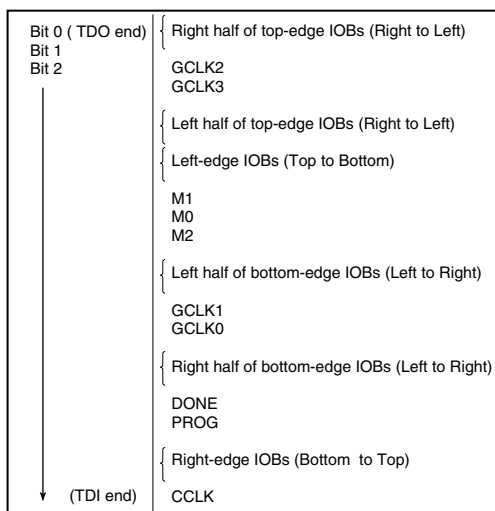 Bit 0 ( TDO end)
Bit 1
Bit 2
Right half of top-edge IOBs (Right to Left)
GCLK2
GCLK3
Left half of top-edge IOBs (Right to Left)
Left-edge IOBs (Top to Bottom)
M1
M0
M2
Left half of bottom-edge IOBs (Left to Right)
GCLK1
GCLK0
Right half of bottom-edge IOBs (Left to Right)
DONE
PROG
Right-edge IOBs (Bottom to Top)
(TDI end)
CCLK